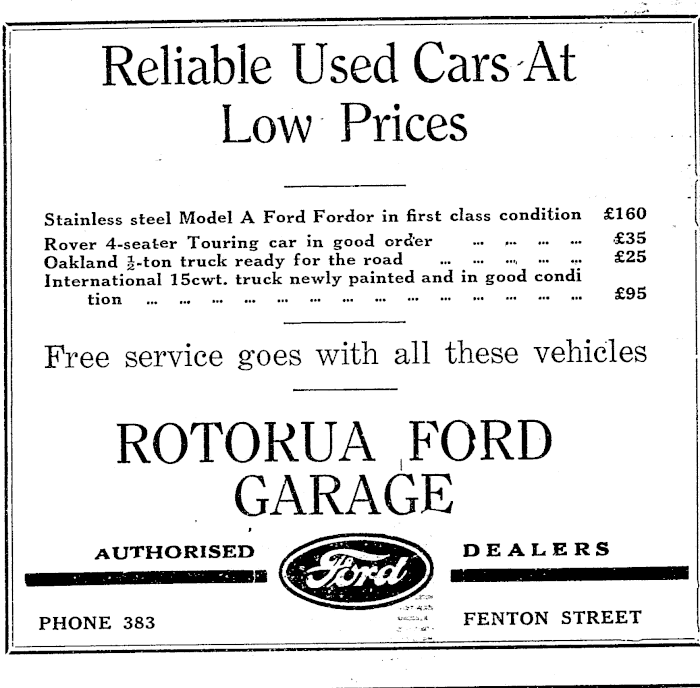 Reliable Used Cars At
Low Prices
Stainless steel Model A Ford Fordor in first class condition £160
Rover 4-seater Touring car in good order ... ... ... ... £35
Oakland ½-ton truck ready for the road ... ... ... ... ... £25
International 15cwt. truck newly painted and in good condi
tion ... ... ... ... ... ... ... ... ... ... ... ... ... ... £95
Free service goes with all these vehicles
ROTORUA FORD
GARAGE
AUTHORISED Ford DEALERS
PHONE 383 FENTON STREET